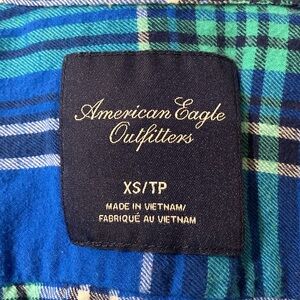 American Eagle
Outfitters
XS/TP
MADE IN VIETNAM/
FABRIQUÉ AU VIETNAM